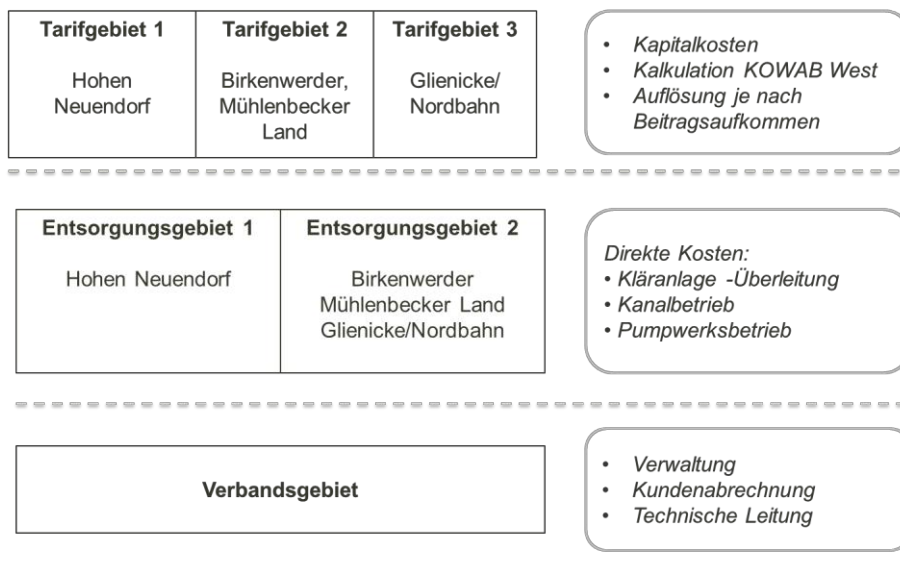 Tarifgebiet 1
Hohen
Neuendorf
Tarifgebiet 2
Birkenwerder,
Mühlenbecker
Land
Tarifgebiet 3
Glienicke/
Nordbahn
• Kapitalkosten
• Kalkulation KOWAB West
• Auflösung je nach
Beitragsaufkommen
Entsorgungsgebiet 1
Hohen Neuendorf
Entsorgungsgebiet 2
Birkenwerder
Mühlenbecker Land
Glienicke/Nordbahn
Direkte Kosten:
• Kläranlage -Überleitung
• Kanalbetrieb
• Pumpwerksbetrieb
Verbandsgebiet
• Verwaltung
• Kundenabrechnung
• Technische Leitung